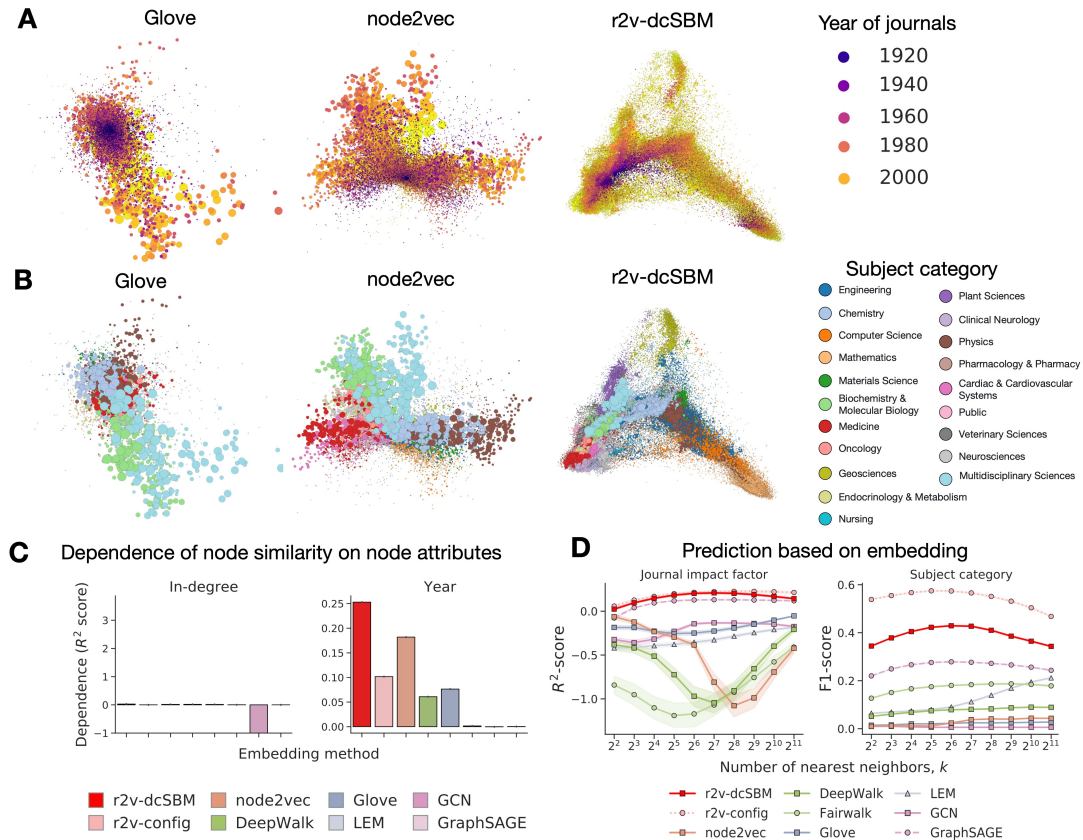 A
Glove
node2vec
r2v-dcSBM
Year of journals
1920
1940
1960
1980
2000
B
Glove
node2vec
r2v-dcSBM
Subject category
Engineering
Chemistry
Computer Science
Mathematics
Materials Science
Biochemistry &
Molecular Biology
Medicine
Oncology
Geosciences
Endocrinology & Metabolism
Nursing
Plant Sciences
Clinical Neurology
Physics
Pharmacology & Pharmacy
Cardiac & Cardiovascular
Systems
Public
Veterinary Sciences
Neurosciences
Multidisciplinary Sciences
C
Dependence of node similarity on node attributes
In-degree
Year
Dependence (R² score)
3
2
1
0
−1
0.25
0.20
0.15
0.10
0.05
0.00
Embedding method
r2v-dcSBM
r2v-config
node2vec
DeepWalk
Glove
LEM
GCN
GraphSAGE
D
Prediction based on embedding
Journal impact factor
Subject category
R²-score
0.0
−0.5
−1.0
2² 2³ 2⁴ 2⁵ 2⁶ 2⁷ 2⁸ 2⁹ 2¹⁰ 2¹¹
F1-score
0.6
0.4
0.2
0.0
2² 2³ 2⁴ 2⁵ 2⁶ 2⁷ 2⁸ 2⁹ 2¹⁰ 2¹¹
Number of nearest neighbors, k
r2v-dcSBM
r2v-config
node2vec
DeepWalk
Fairwalk
Glove
LEM
GCN
GraphSAGE